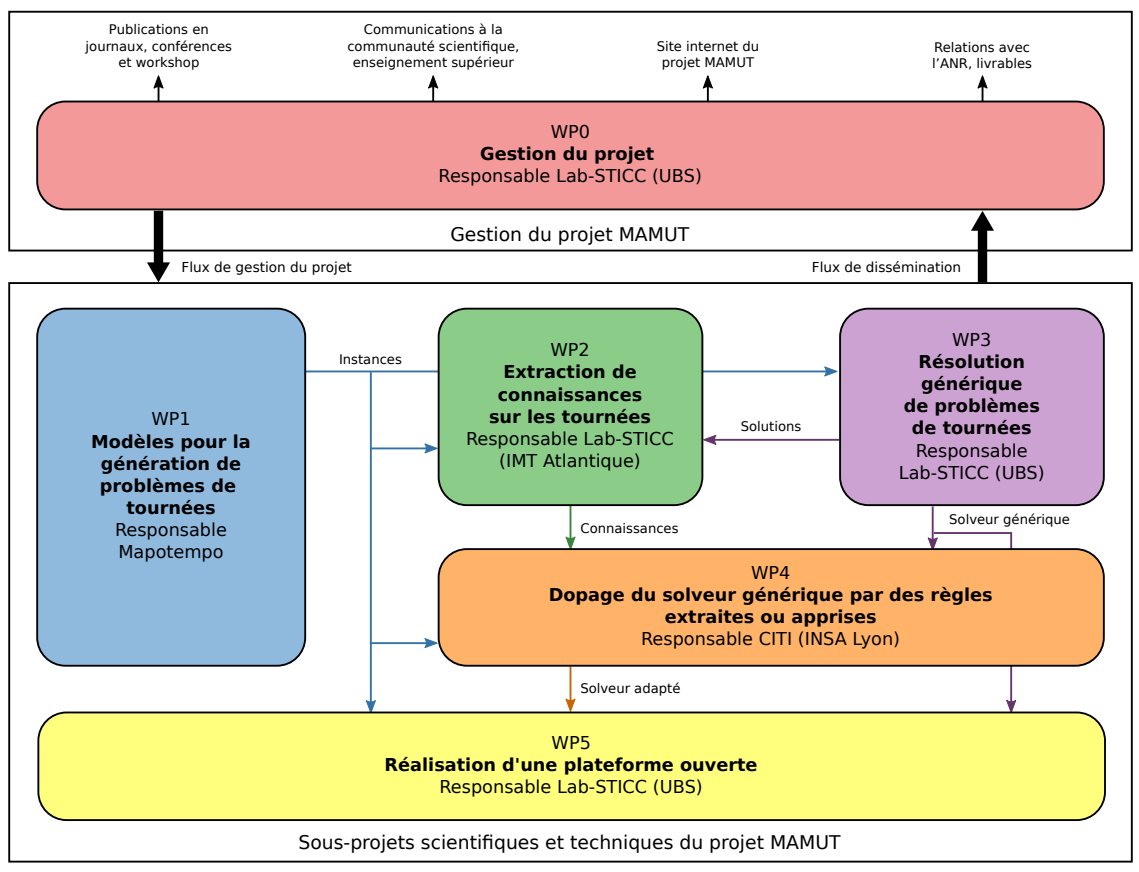 Publications en
journaux, conférences
et workshop
Communications à la
communauté scientifique,
enseignement supérieur
Site internet du
projet MAMUT
Relations avec
l'ANR, livrables
WP0
Gestion du projet
Responsable Lab-STICC (UBS)
Gestion du projet MAMUT
Flux de gestion du projet
Flux de dissémination
WP1
Modèles pour la
génération de
problèmes de
tournées
Responsable
Mapotempo
Instances
WP2
Extraction de
connaissances
sur les tournées
Responsable Lab-STICC
(IMT Atlantique)
Solutions
WP3
Résolution
générique
de problèmes
de tournées
Responsable
Lab-STICC (UBS)
Connaissances
Solveur générique
WP4
Dopage du solveur générique par des règles
extraites ou apprises
Responsable CITI (INSA Lyon)
Solveur adapté
WP5
Réalisation d'une plateforme ouverte
Responsable Lab-STICC (UBS)
Sous-projets scientifiques et techniques du projet MAMUT